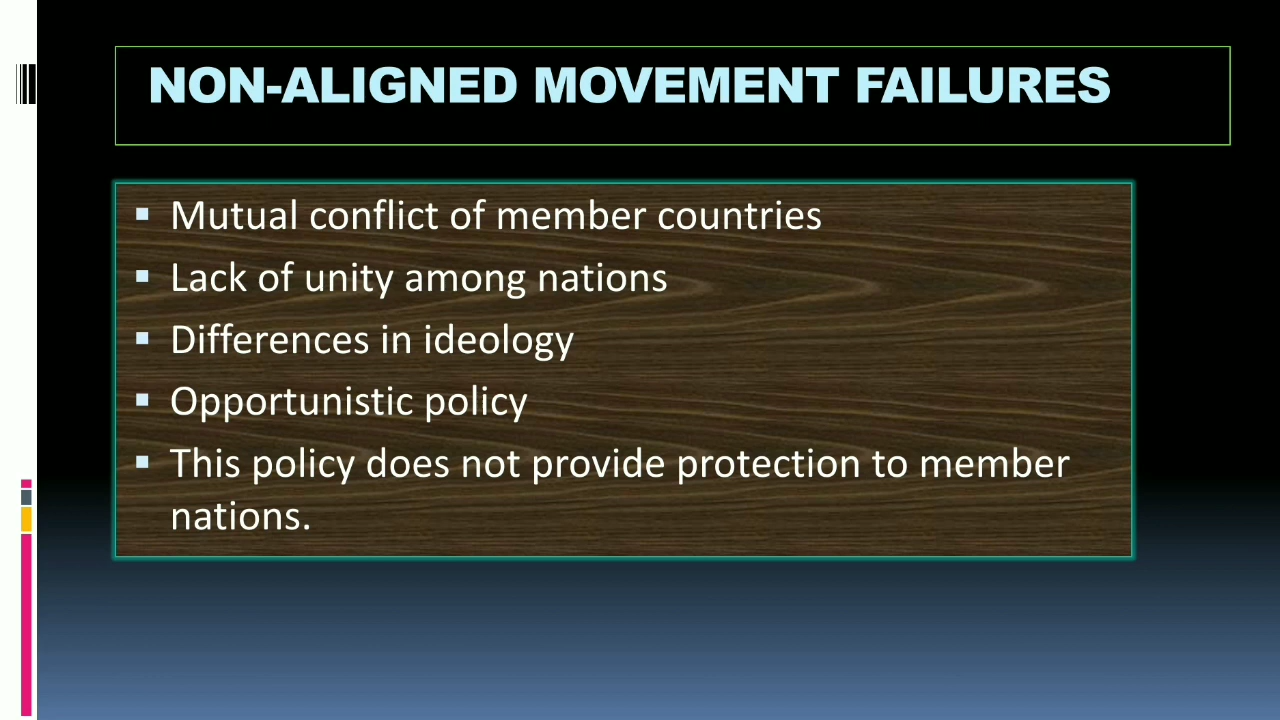 NON-ALIGNED MOVEMENT FAILURES
▪ Mutual conflict of member countries
▪ Lack of unity among nations
▪ Differences in ideology
▪ Opportunistic policy
▪ This policy does not provide protection to member
nations.